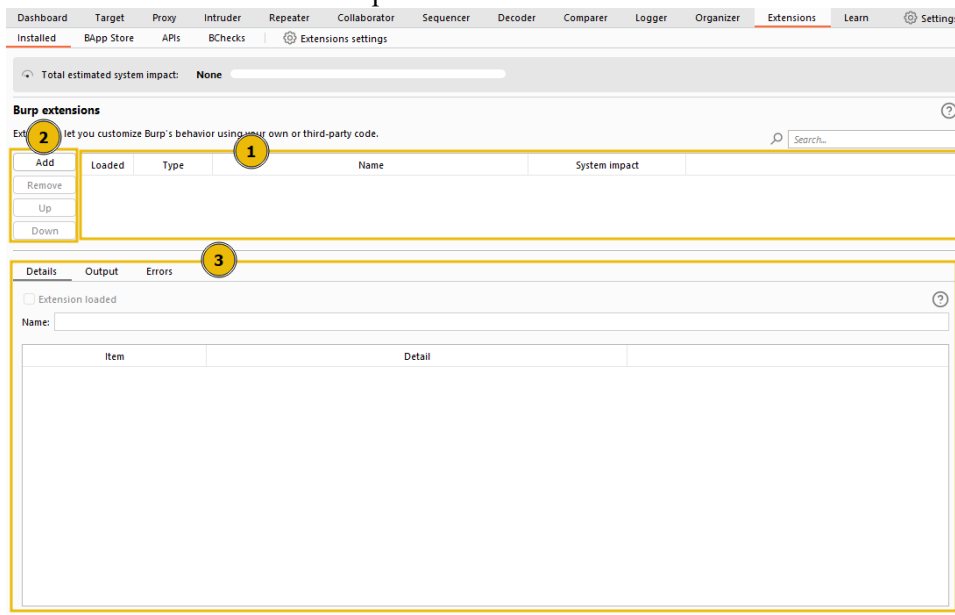 Dashboard Target Proxy Intruder Repeater Collaborator Sequencer Decoder Comparer Logger Organizer Extensions Learn Settings
Installed BApp Store APIs BChecks Extensions settings
Total estimated system impact: None
Burp extensions
let you customize Burp's behavior using your own or third-party code.
Search...
2
1
Add Loaded Type Name System impact
Remove
Up
Down
3
Details Output Errors
Extension loaded
Name:
Item Detail